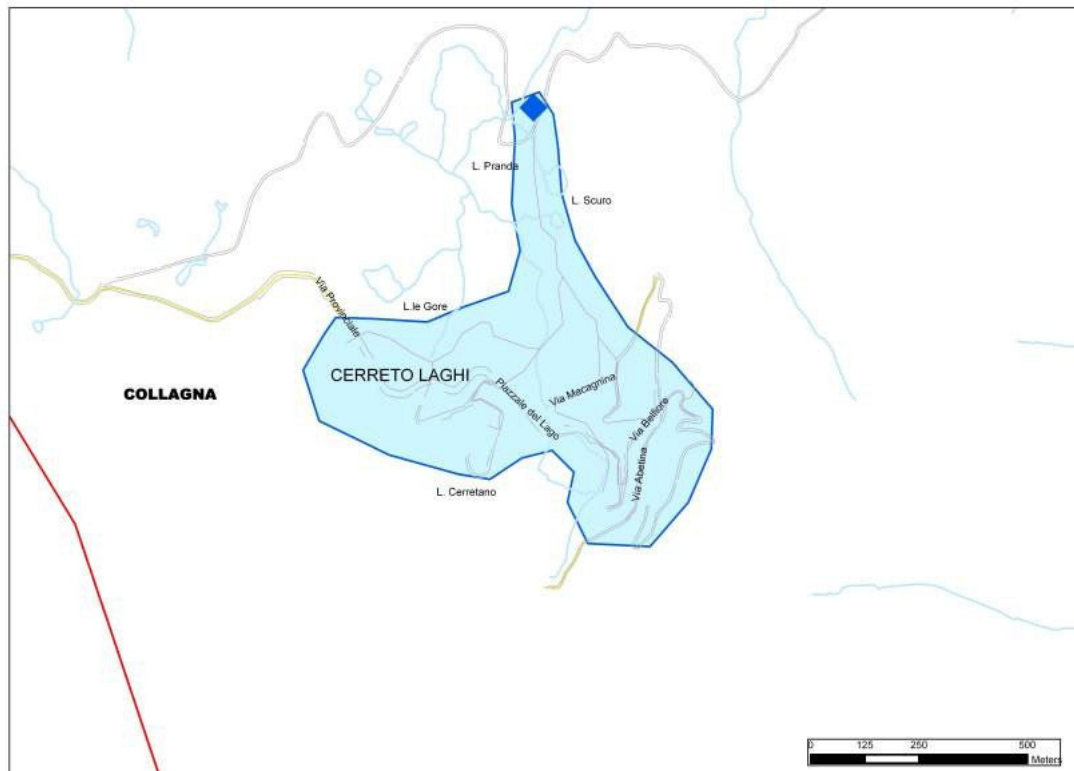 L. Pranda
L. Scuro
Via Provinciale
L.le Gore
CERRETO LAGHI
COLLAGNA
Piazzale del Lago
Via Macagnina
Via Belfiore
Via Abetina
L. Cerretano
0 125 250 500
Meters